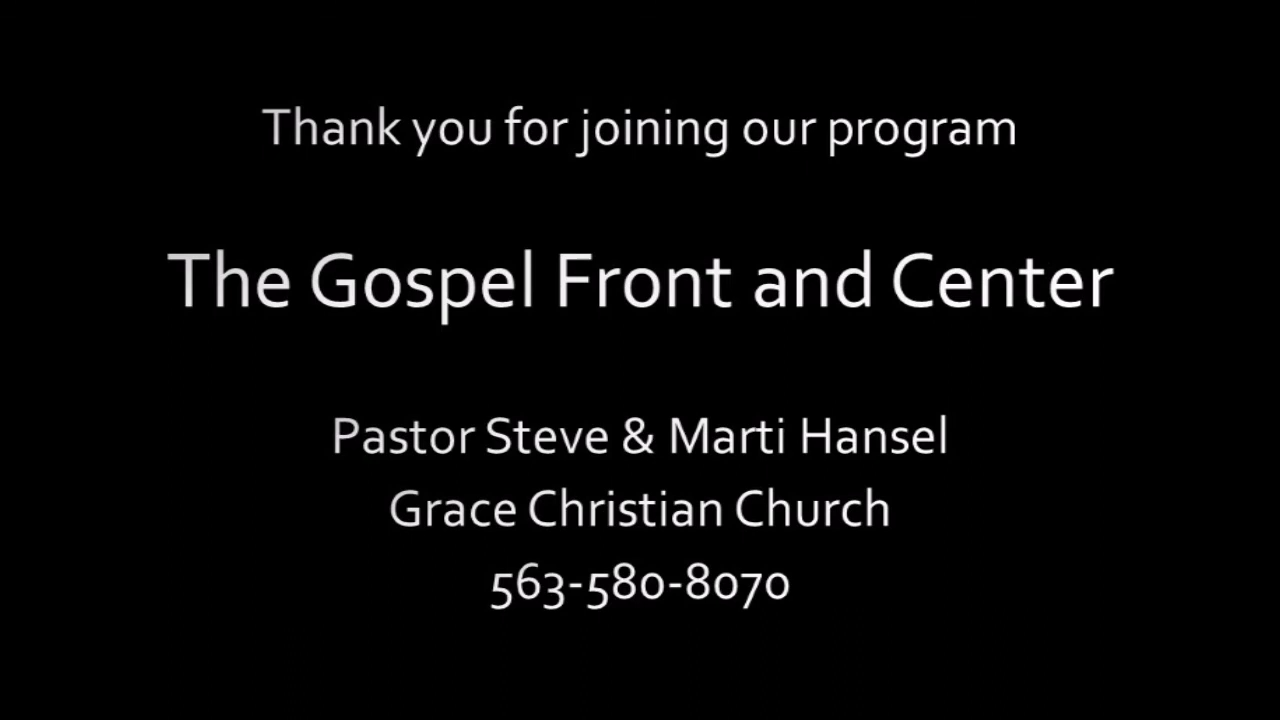 Thank you for joining our program
The Gospel Front and Center
Pastor Steve & Marti Hansel
Grace Christian Church
563-580-8070